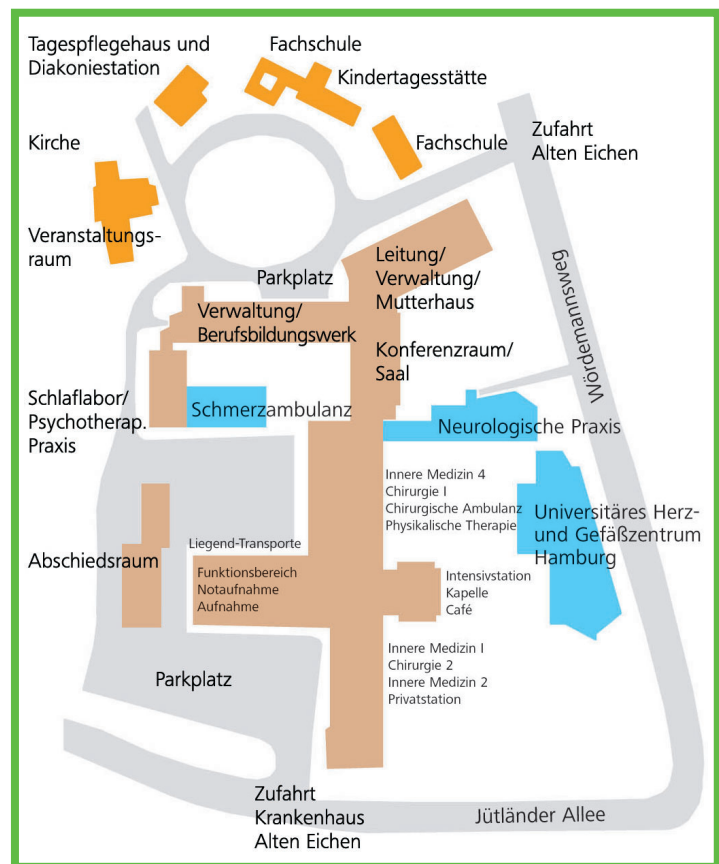 Tagespflegehaus und
Diakoniestation
Fachschule
Kindertagesstätte
Fachschule
Zufahrt
Alten Eichen
Kirche
Veranstaltungs-
raum
Parkplatz
Leitung/
Verwaltung/
Mutterhaus
Wördemannsweg
Verwaltung/
Berufsbildungswerk
Konferenzraum/
Saal
Schlaflabor/
Psychotherap.
Praxis
Schmerzambulanz
Neurologische Praxis
Innere Medizin 4
Chirurgie I
Chirurgische Ambulanz
Physikalische Therapie
Universitäres Herz-
und Gefäßzentrum
Hamburg
Abschiedsraum
Liegend-Transporte
Funktionsbereich
Notaufnahme
Aufnahme
Intensivstation
Kapelle
Café
Innere Medizin I
Chirurgie 2
Innere Medizin 2
Privatstation
Parkplatz
Zufahrt
Krankenhaus
Alten Eichen
Jütländer Allee